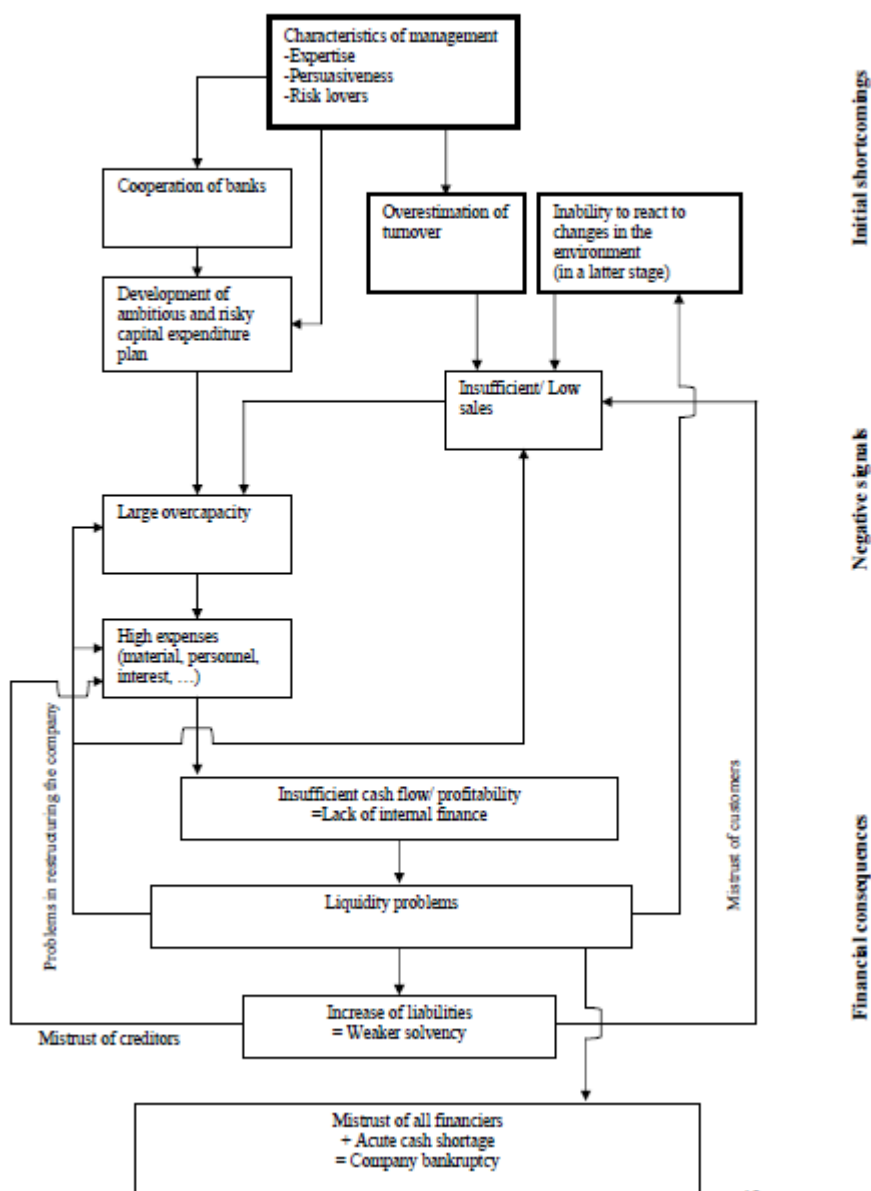 Characteristics of management
-Expertise
-Persuasiveness
-Risk lovers
Initial shortcomings
Cooperation of banks
Overestimation of
turnover
Inability to react to
changes in the
environment
(in a latter stage)
Development of
ambitious and risky
capital expenditure
plan
Insufficient/ Low
sales
Negative signals
Large overcapacity
High expenses
(material, personnel,
interest, …)
Problems in restructuring the company
Insufficient cash flow/ profitability
=Lack of internal finance
Mistrust of customers
Financial consequences
Liquidity problems
Increase of liabilities
= Weaker solvency
Mistrust of creditors
Mistrust of all financiers
+ Acute cash shortage
= Company bankruptcy